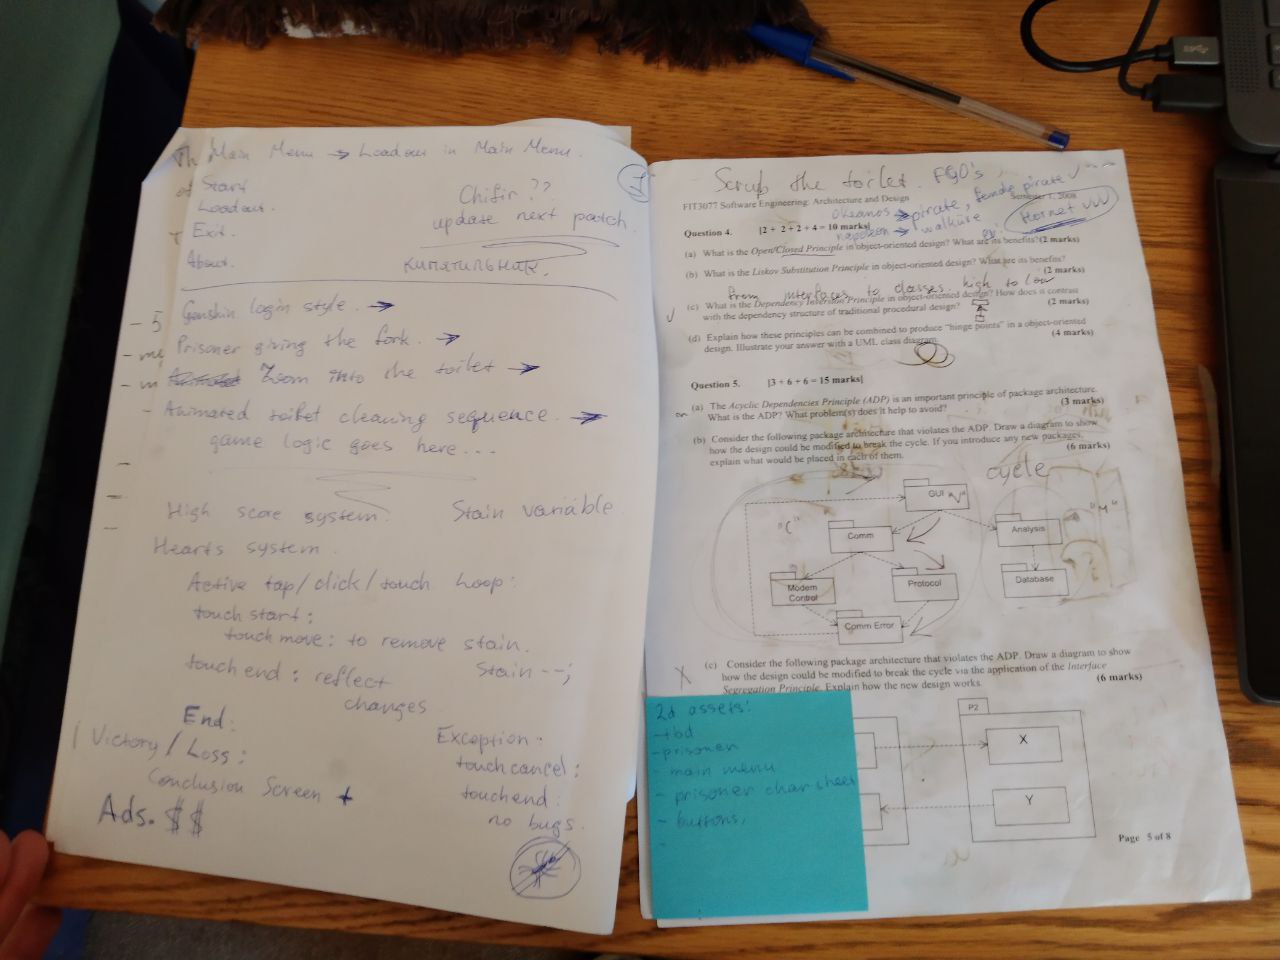 Main Menu → Loadout in Main Menu.
Start
Loadout.
Exit.
About.
Chifir ??
update next patch.
кипятильник.
Genshin login style. →
Prisoner giving the fork. →
Zoom into the toilet →
- Animated toilet cleaning sequence. →
game logic goes here...
High score system.
Stain variable
Hearts system.
Active tap/click/touch loop:
touch start:
touch move: to remove stain.
touch end: reflect
changes
Stain --;
End:
Victory / Loss:
Conclusion Screen +
Ads. $$
Exception:
touch cancel:
touch end:
no bugs.
Scrub the toilet. FGO's
FIT3077 Software Engineering: Architecture and Design
Semester 1, 2008
okeanos → pirate, female pirate
napoleon → walküre
Hornet
Question 4. [2 + 2 + 2 + 4 = 10 marks]
(a) What is the Open/Closed Principle in object-oriented design? What are its benefits? (2 marks)
(b) What is the Liskov Substitution Principle in object-oriented design? What are its benefits?
(2 marks)
from interfaces to classes. high to low
(c) What is the Dependency Inversion Principle in object-oriented design? How does it contrast
with the dependency structure of traditional procedural design?
(2 marks)
(d) Explain how these principles can be combined to produce "hinge points" in a object-oriented
design. Illustrate your answer with a UML class diagram.
(4 marks)
Question 5. [3 + 6 + 6 = 15 marks]
(a) The Acyclic Dependencies Principle (ADP) is an important principle of package architecture.
What is the ADP? What problem(s) does it help to avoid?
(3 marks)
(b) Consider the following package architecture that violates the ADP. Draw a diagram to show
how the design could be modified to break the cycle. If you introduce any new packages,
explain what would be placed in each of them.
(6 marks)
cycle
GUI "V"
"C"
Comm
Analysis
"M"
Modem
Control
Protocol
Database
Comm Error
(c) Consider the following package architecture that violates the ADP. Draw a diagram to show
how the design could be modified to break the cycle via the application of the Interface
Segregation Principle. Explain how the new design works.
(6 marks)
P2
X
Y
Page 5 of 8
2d assets:
- tbd
- prisoner
- main menu
- prisoner char sheet
- buttons,
-